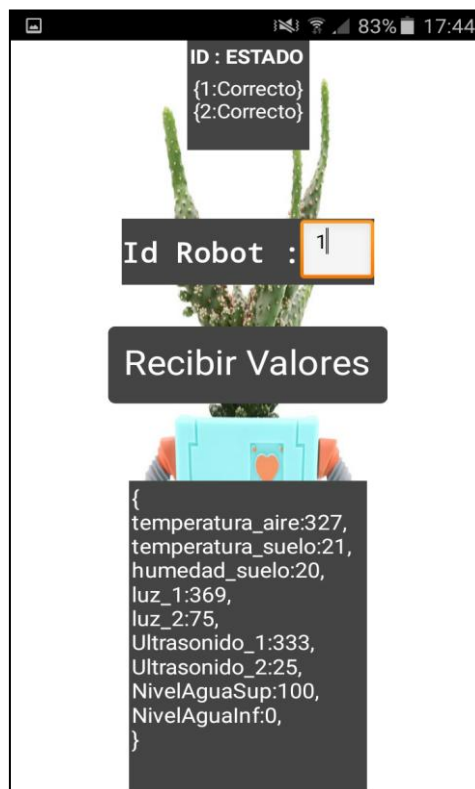 83% 17:44
ID : ESTADO
{1:Correcto}
{2:Correcto}
Id Robot : 1
Recibir Valores
{
temperatura_aire:327,
temperatura_suelo:21,
humedad_suelo:20,
luz_1:369,
luz_2:75,
Ultrasonido_1:333,
Ultrasonido_2:25,
NivelAguaSup:100,
NivelAguaInf:0,
}